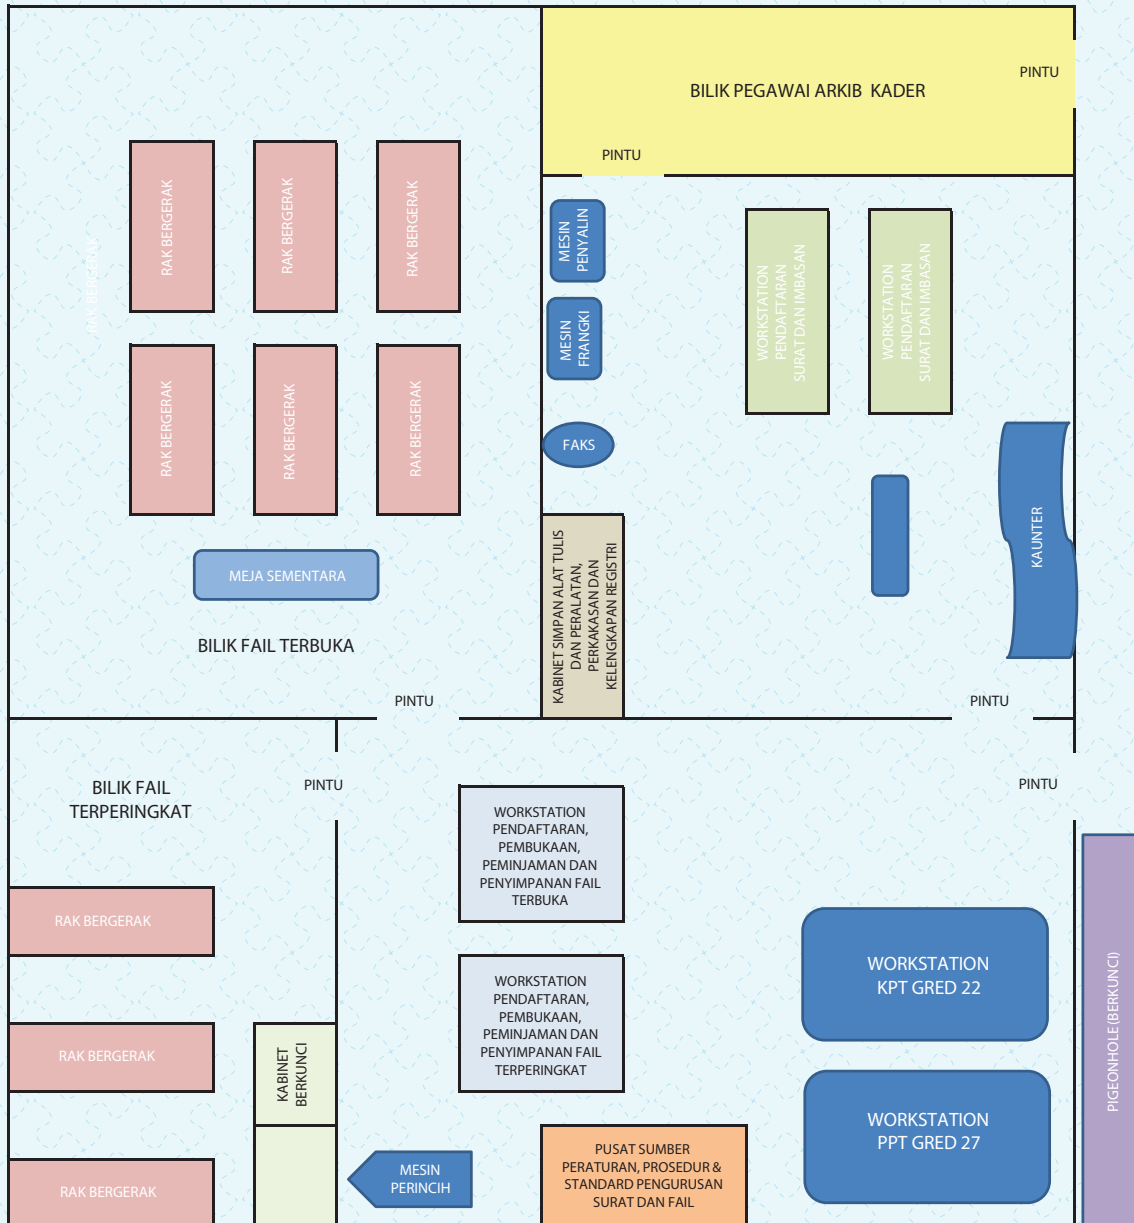 BILIK PEGAWAI ARKIB KADER
PINTU
PINTU
RAK BERGERAK
RAK BERGERAK
RAK BERGERAK
RAK BERGERAK
MESIN
PENYALIN
MESIN
FRANGKI
FAKS
WORKSTATION
PENDAFTARAN
SURAT DAN IMBASAN
WORKSTATION
PENDAFTARAN
SURAT DAN IMBASAN
RAK BERGERAK
RAK BERGERAK
RAK BERGERAK
KABINET SIMPAN ALAT TULIS
DAN PERALATAN,
PERKAKASAN DAN
KELENGKAPAN REGISTRI
KAUNTER
MEJA SEMENTARA
BILIK FAIL TERBUKA
PINTU
PINTU
BILIK FAIL
TERPERINGKAT
PINTU
PINTU
WORKSTATION
PENDAFTARAN,
PEMBUKAAN,
PEMINJAMAN DAN
PENYIMPANAN FAIL
TERBUKA
RAK BERGERAK
WORKSTATION
KPT GRED 22
WORKSTATION
PENDAFTARAN,
PEMBUKAAN,
PEMINJAMAN DAN
PENYIMPANAN FAIL
TERPERINGKAT
RAK BERGERAK
KABINET
BERKUNCI
PIGEONHOLE (BERKUNCI)
WORKSTATION
PPT GRED 27
RAK BERGERAK
MESIN
PERINCIH
PUSAT SUMBER
PERATURAN, PROSEDUR &
STANDARD PENGURUSAN
SURAT DAN FAIL